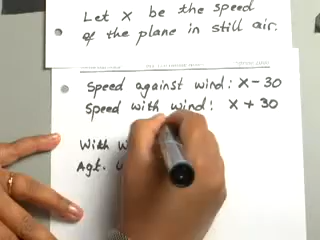 Let X be the speed
of the plane in still air.
Speed against wind: X - 30
Speed with wind: X + 30
With
Agt.